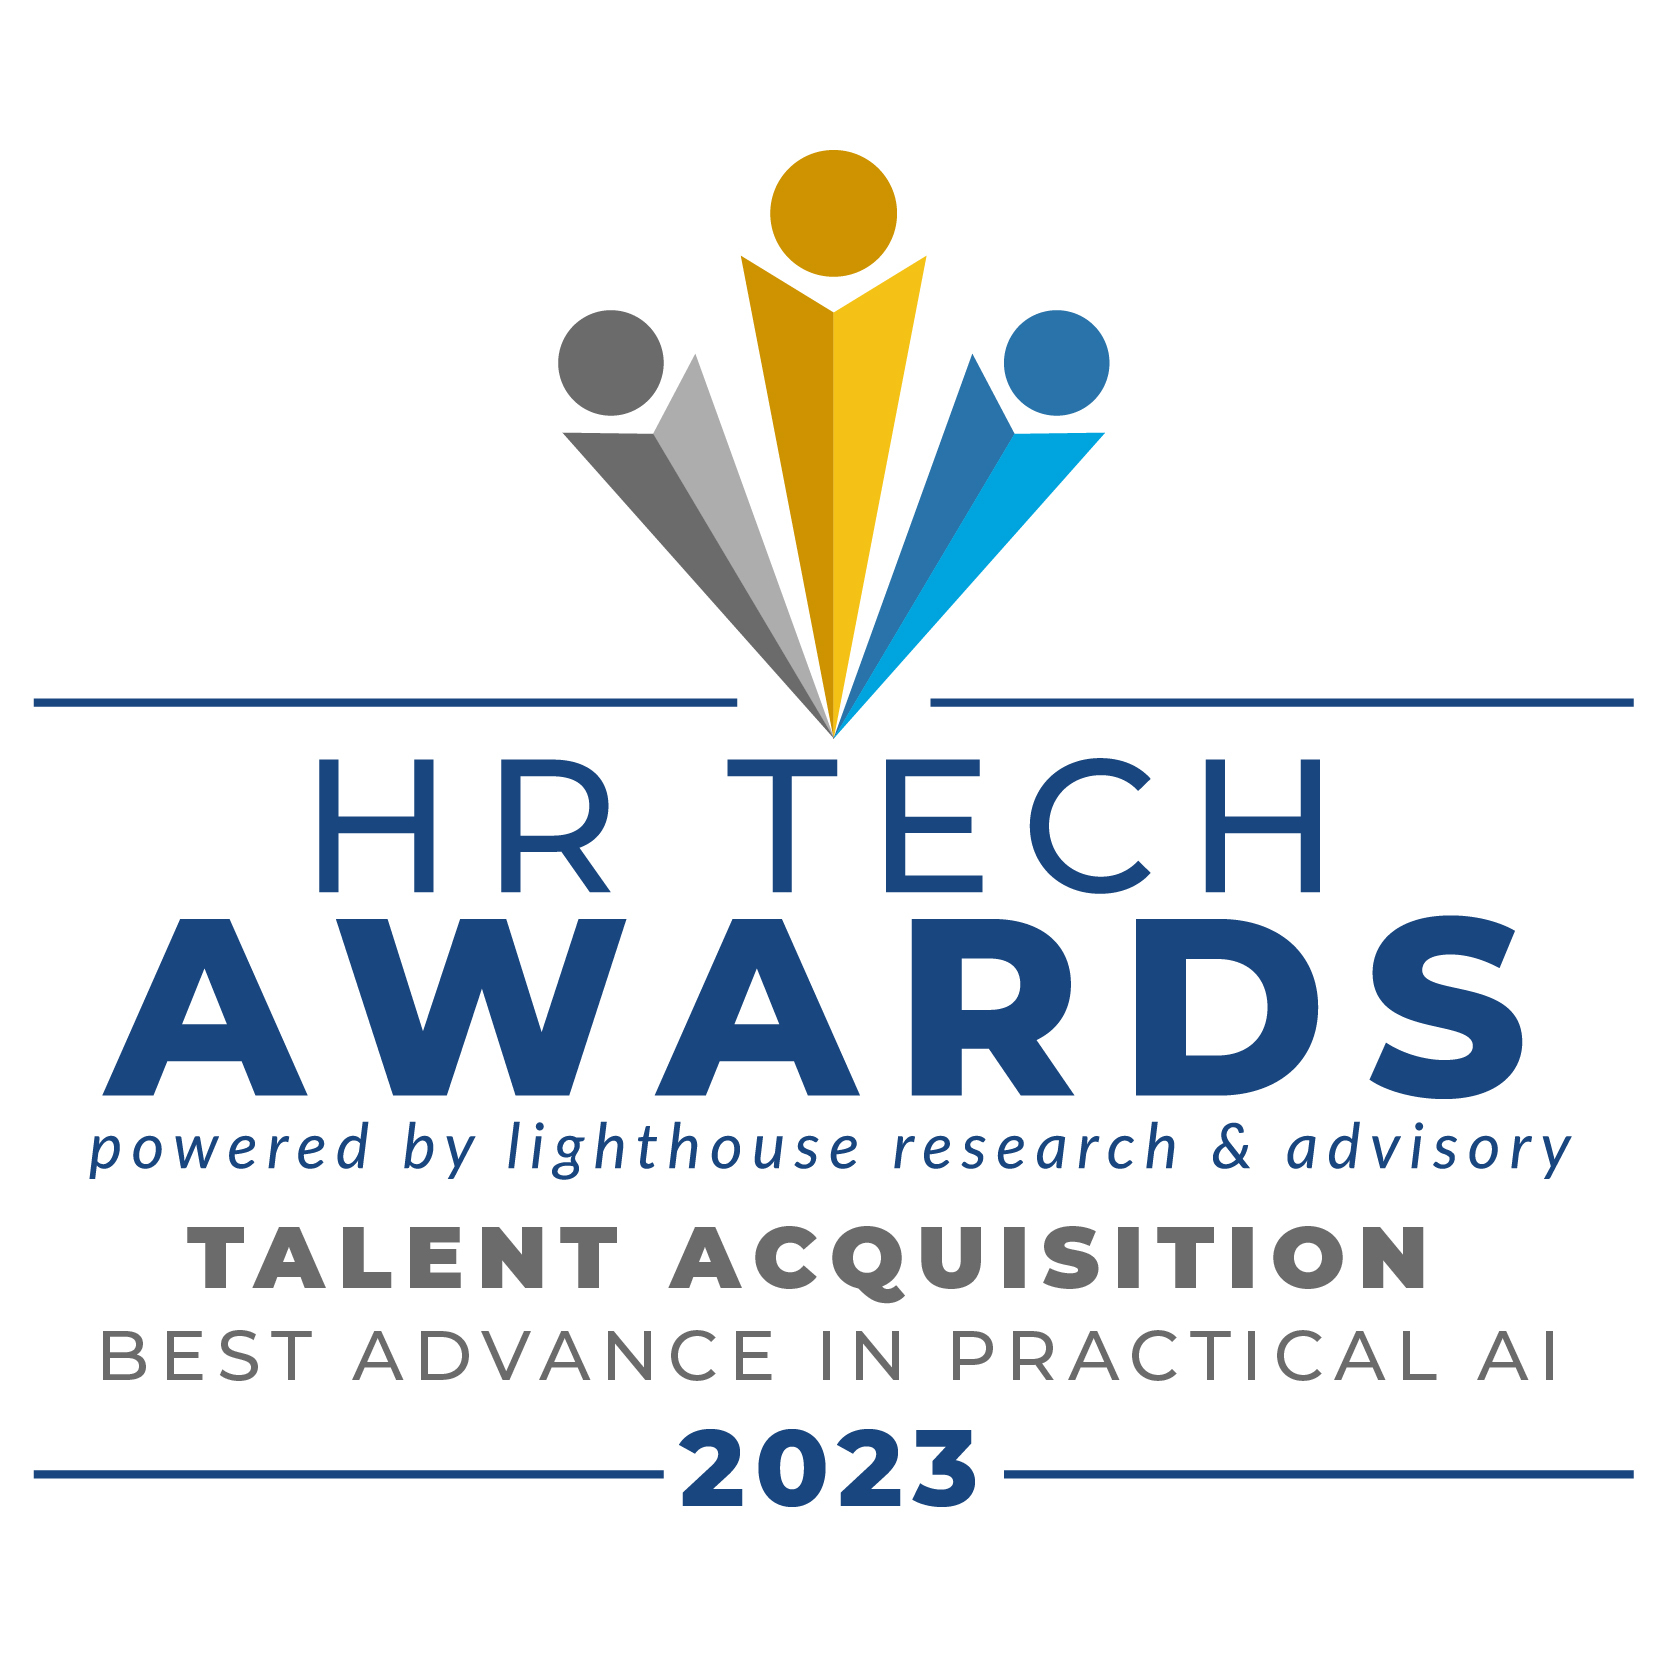 HR TECH
AWARDS
powered by lighthouse research & advisory
TALENT ACQUISITION
BEST ADVANCE IN PRACTICAL AI
2023